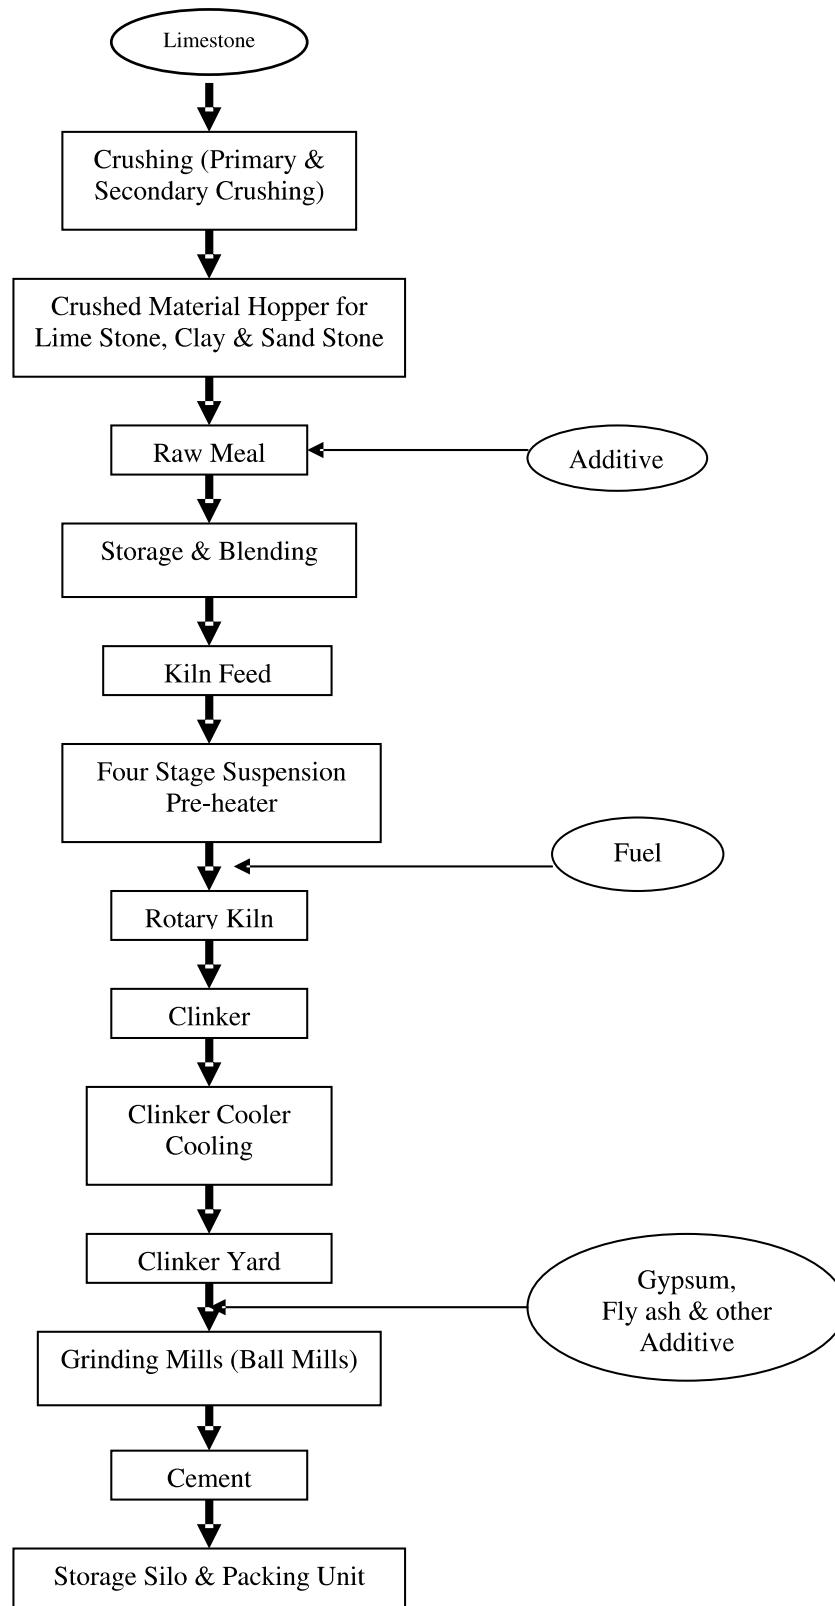 Limestone
Crushing (Primary &
Secondary Crushing)
Crushed Material Hopper for
Lime Stone, Clay & Sand Stone
Raw Meal
Additive
Storage & Blending
Kiln Feed
Four Stage Suspension
Pre-heater
Fuel
Rotary Kiln
Clinker
Clinker Cooler
Cooling
Clinker Yard
Gypsum,
Fly ash & other
Additive
Grinding Mills (Ball Mills)
Cement
Storage Silo & Packing Unit